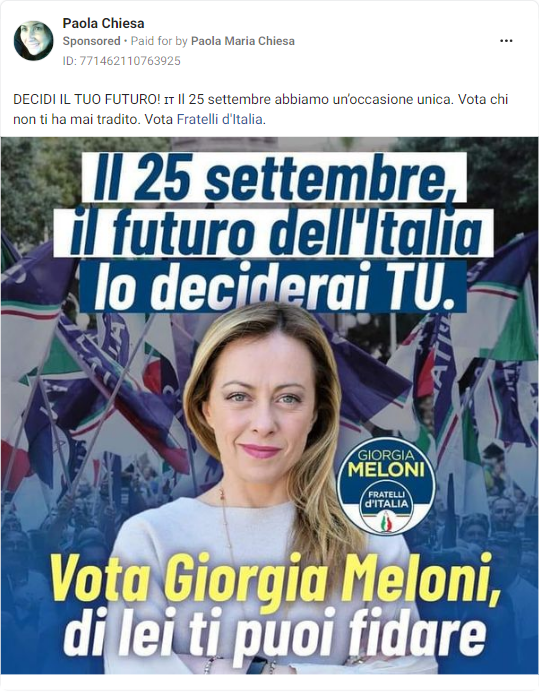 Paola Chiesa
Sponsored • Paid for by Paola Maria Chiesa
ID: 771462110763925
DECIDI IL TUO FUTURO! ɪᴛ Il 25 settembre abbiamo un'occasione unica. Vota chi
non ti ha mai tradito. Vota Fratelli d'Italia.
Il 25 settembre,
il futuro dell'Italia
lo deciderai TU.
GIORGIA
MELONI
FRATELLI
d'ITALIA
Vota Giorgia Meloni,
di lei ti puoi fidare